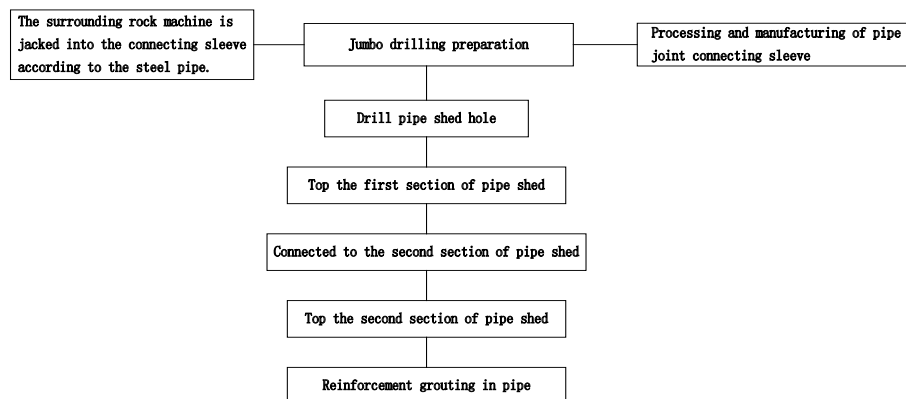 The surrounding rock machine is
jacked into the connecting sleeve
according to the steel pipe.
Jumbo drilling preparation
Processing and manufacturing of pipe
joint connecting sleeve
Drill pipe shed hole
Top the first section of pipe shed
Connected to the second section of pipe shed
Top the second section of pipe shed
Reinforcement grouting in pipe